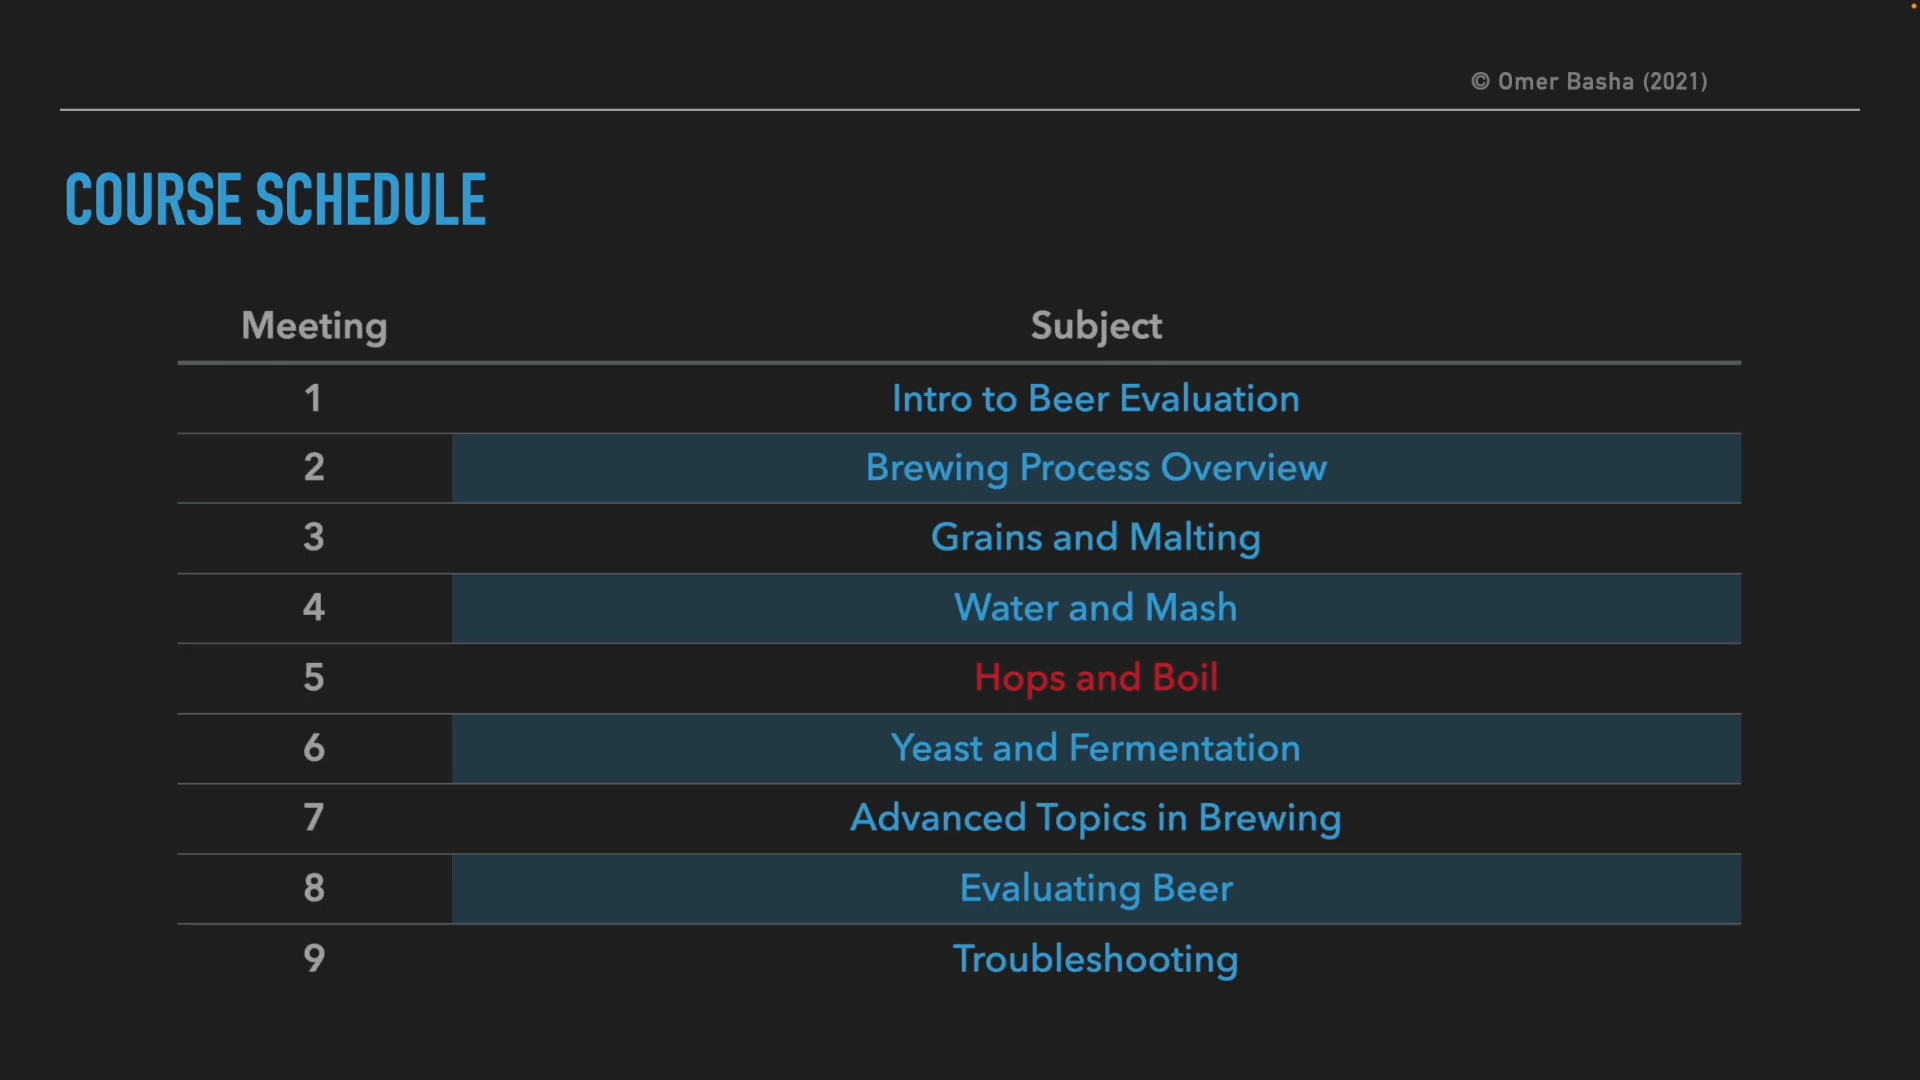 © Omer Basha (2021)
COURSE SCHEDULE
Meeting Subject
1 Intro to Beer Evaluation
2 Brewing Process Overview
3 Grains and Malting
4 Water and Mash
5 Hops and Boil
6 Yeast and Fermentation
7 Advanced Topics in Brewing
8 Evaluating Beer
9 Troubleshooting